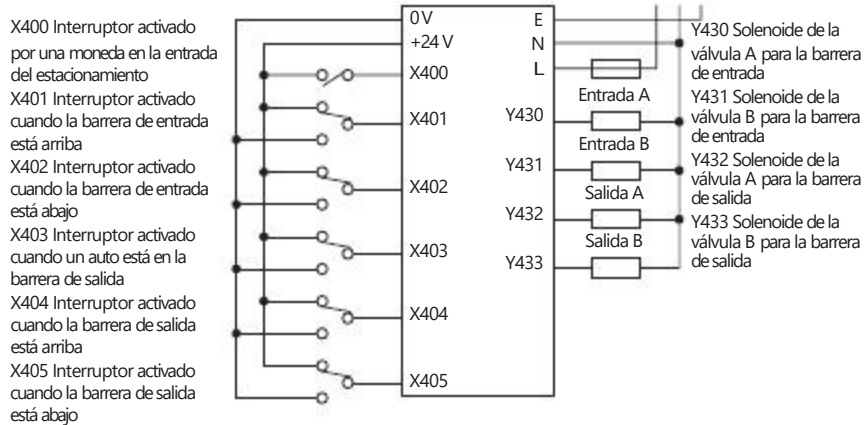 X400 Interruptor activado
por una moneda en la entrada
del estacionamiento
X401 Interruptor activado
cuando la barrera de entrada
está arriba
X402 Interruptor activado
cuando la barrera de entrada
está abajo
X403 Interruptor activado
cuando un auto está en la
barrera de salida
X404 Interruptor activado
cuando la barrera de salida
está arriba
X405 Interruptor activado
cuando la barrera de salida
está abajo
0V
+24 V
X400
X401
X402
X403
X404
X405
E
N
L
Y430
Y431
Y432
Y433
Entrada A
Entrada B
Salida A
Salida B
Y430 Solenoide de la
válvula A para la barrera
de entrada
Y431 Solenoide de la
válvula B para la barrera
de entrada
Y432 Solenoide de la
válvula A para la barrera
de salida
Y433 Solenoide de la
válvula B para la barrera
de salida